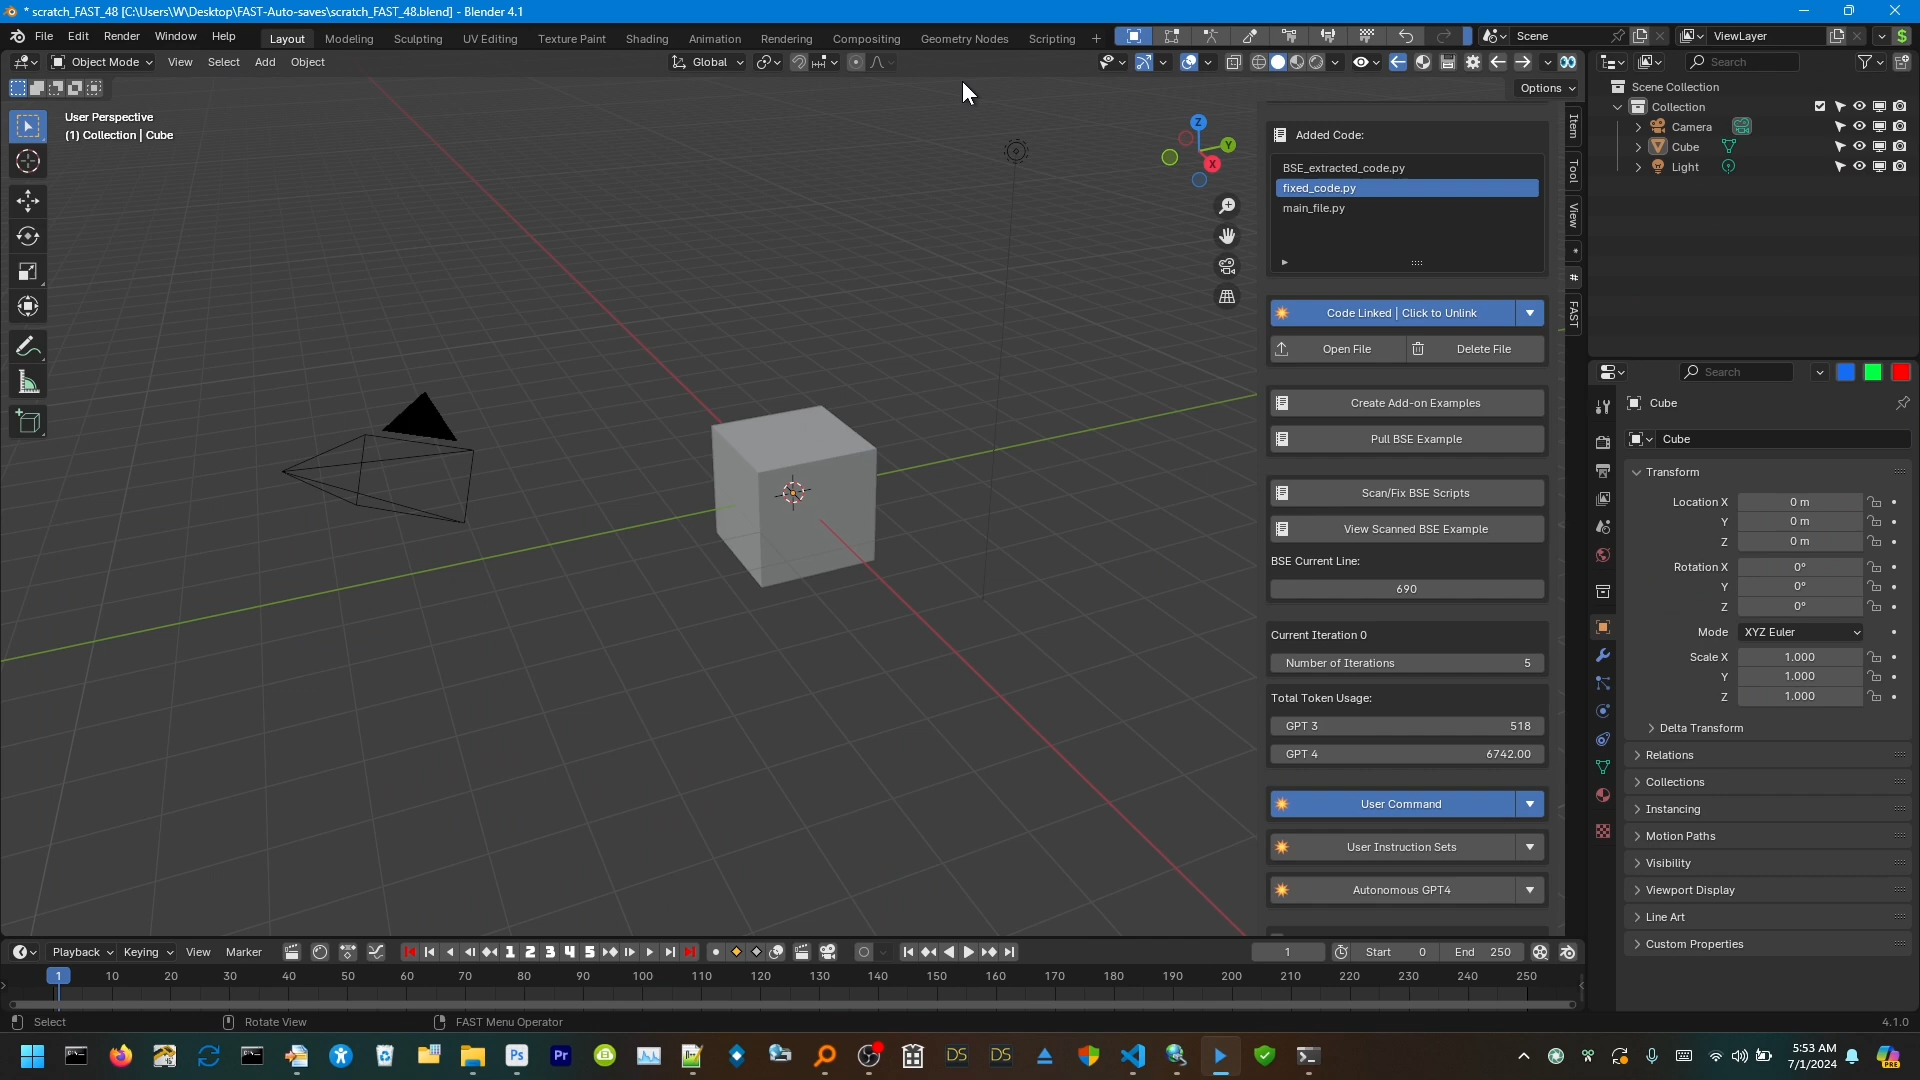 * scratch_FAST_48 [C:\Users\W\Desktop\FAST-Auto-saves\scratch_FAST_48.blend] - Blender 4.1
File Edit Render Window Help Layout Modeling Sculpting UV Editing Texture Paint Shading Animation Rendering Compositing Geometry Nodes Scripting + Scene ViewLayer $
Object Mode View Select Add Object Global Search
Options
User Perspective
(1) Collection | Cube
Z
Y
X
Added Code:
BSE_extracted_code.py
fixed_code.py
main_file.py
Code Linked | Click to Unlink
Open File Delete File
Create Add-on Examples
Pull BSE Example
Scan/Fix BSE Scripts
View Scanned BSE Example
BSE Current Line:
690
Current Iteration 0
Number of Iterations 5
Total Token Usage:
GPT 3 518
GPT 4 6742.00
User Command
User Instruction Sets
Autonomous GPT4
Item
Tool
View
*
#
FAST
Scene Collection
Collection
Camera
Cube
Light
Search
Cube
Cube
Transform
Location X 0 m
Y 0 m
Z 0 m
Rotation X 0°
Y 0°
Z 0°
Mode XYZ Euler
Scale X 1.000
Y 1.000
Z 1.000
Delta Transform
Relations
Collections
Instancing
Motion Paths
Visibility
Viewport Display
Line Art
Custom Properties
Playback Keying View Marker 1 2 3 4 5 1 Start 0 End 250
1 10 20 30 40 50 60 70 80 90 100 110 120 130 140 150 160 170 180 190 200 210 220 230 240 250
Select Rotate View FAST Menu Operator 4.1.0
Ps Pr DS DS
5:53 AM
7/1/2024
PRE